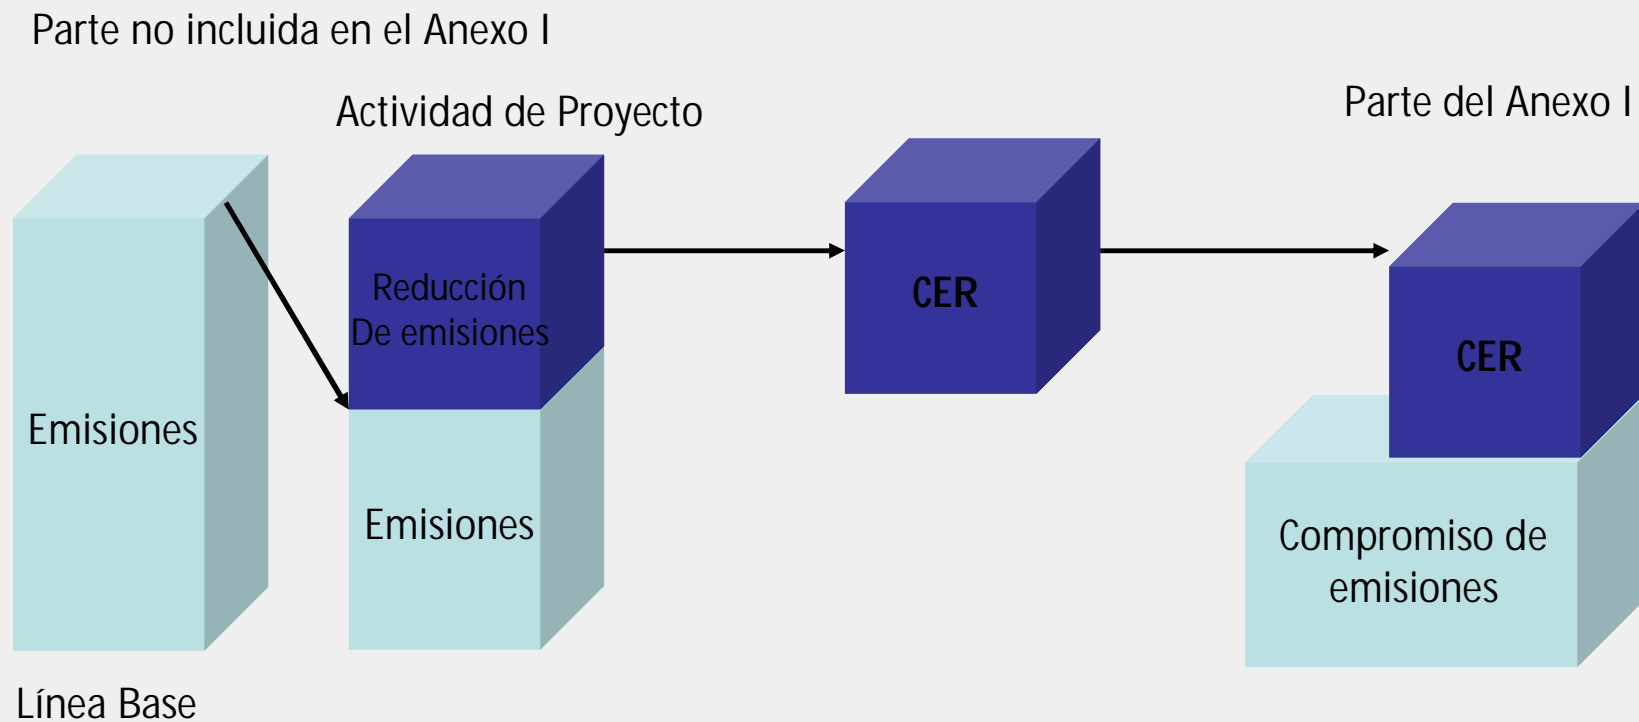 Parte no incluida en el Anexo I
Parte del Anexo I
Actividad de Proyecto
Reducción
De emisiones
CER
CER
Emisiones
Emisiones
Compromiso de
emisiones
Línea Base